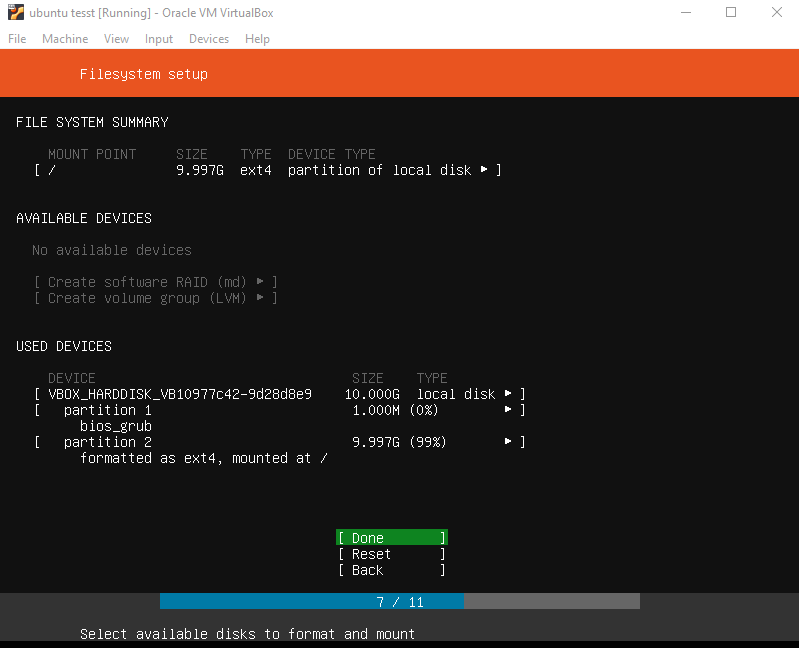 ubuntu tesst [Running] - Oracle VM VirtualBox
File Machine View Input Devices Help
Filesystem setup
FILE SYSTEM SUMMARY
MOUNT POINT SIZE TYPE DEVICE TYPE
[ / 9.997G ext4 partition of local disk ▸ ]
AVAILABLE DEVICES
No available devices
[ Create software RAID (md) ▸ ]
[ Create volume group (LVM) ▸ ]
USED DEVICES
DEVICE SIZE TYPE
[ VBOX_HARDDISK_VB10977c42-9d28d8e9 10.000G local disk ▸ ]
[ partition 1 1.000M (0%) ▸ ]
bios_grub
[ partition 2 9.997G (99%) ▸ ]
formatted as ext4, mounted at /
[ Done ]
[ Reset ]
[ Back ]
7 / 11
Select available disks to format and mount